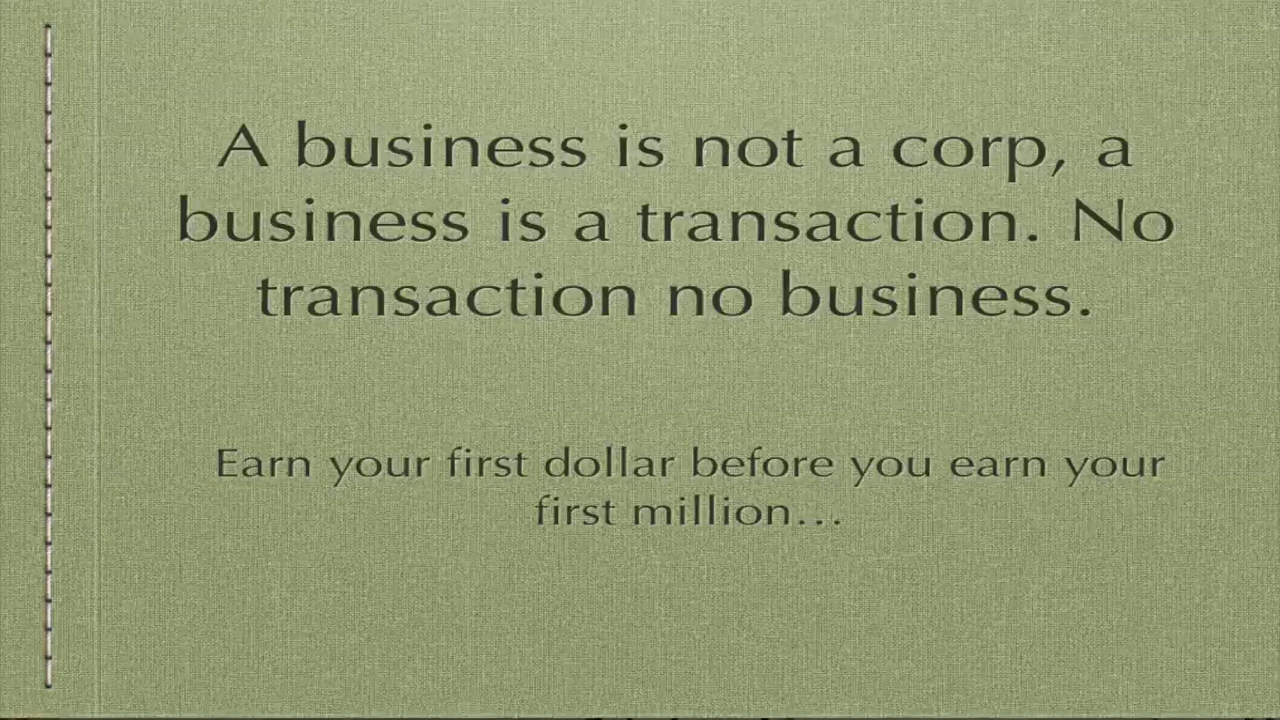 A business is not a corp, a
business is a transaction. No
transaction no business.
Earn your first dollar before you earn your
first million...